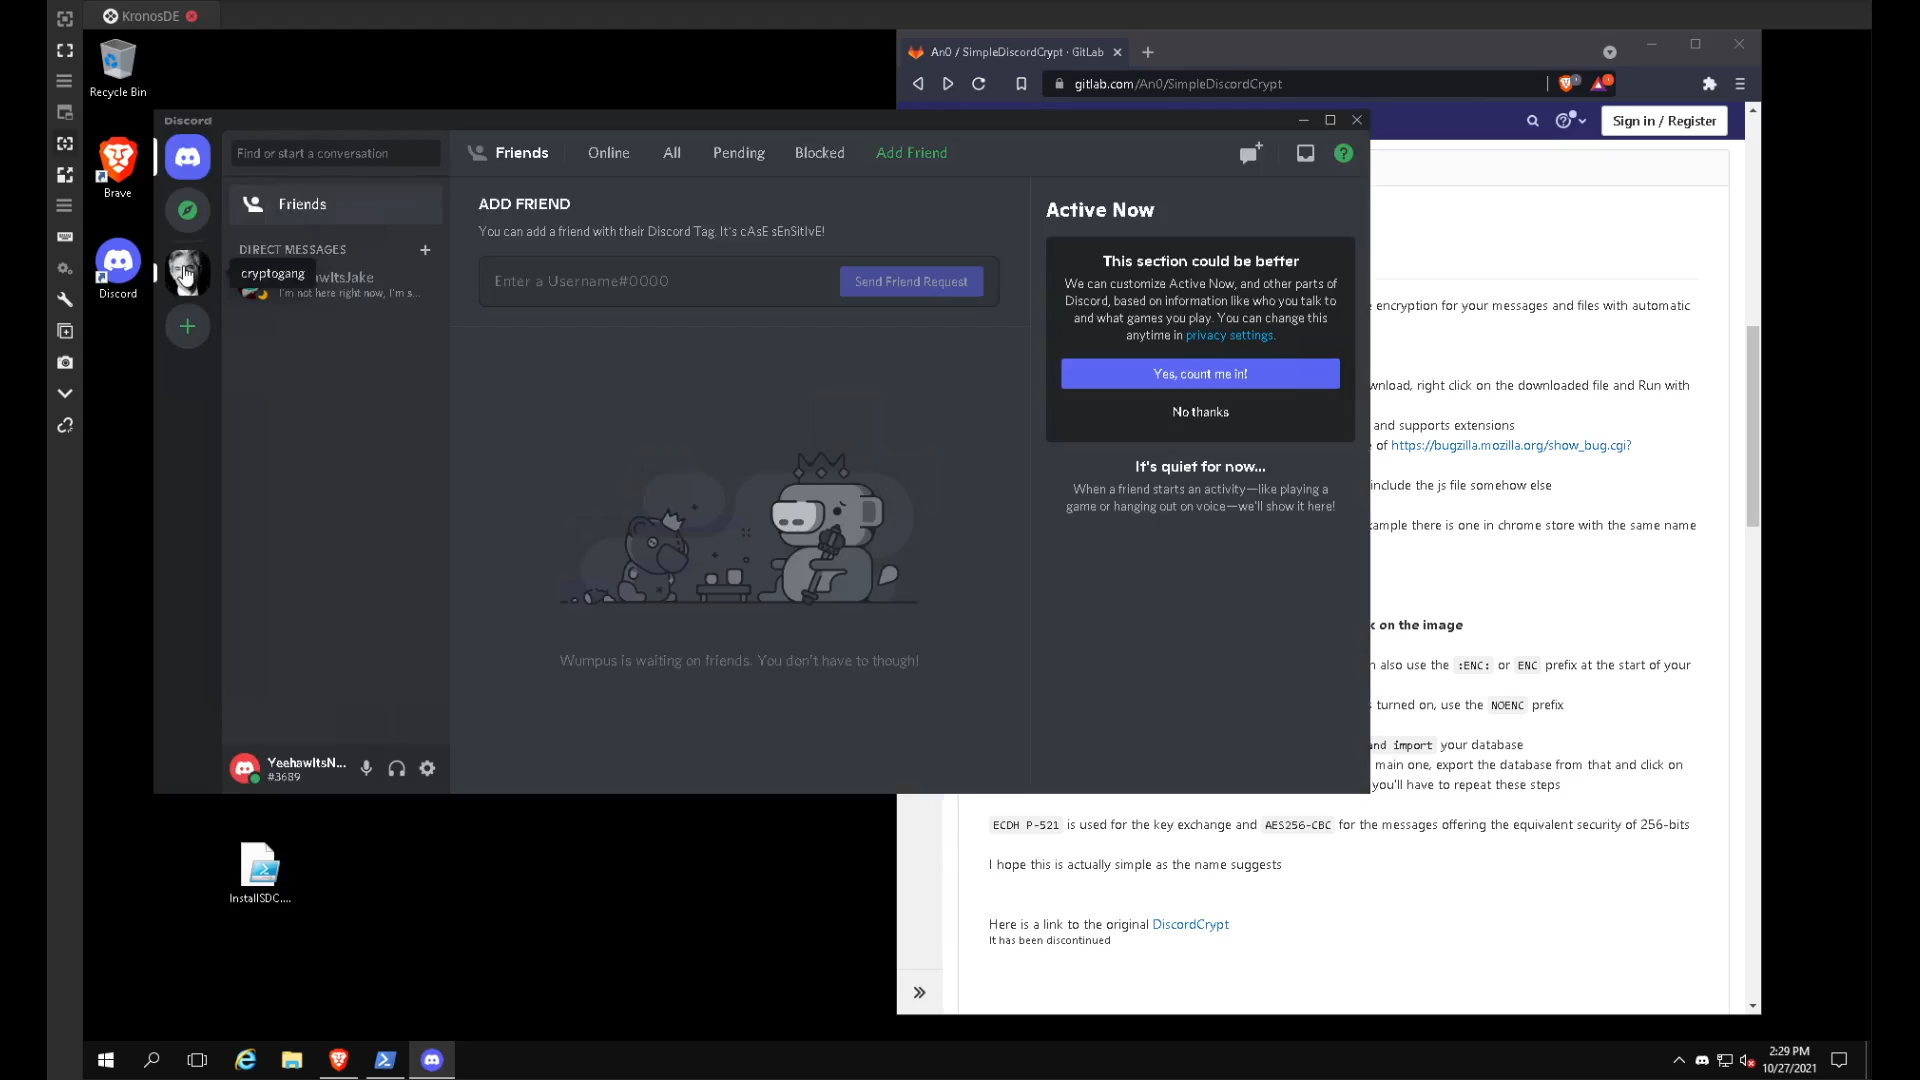 KronosDE
Recycle Bin
Brave
Discord
InstallSDC....
An0 / SimpleDiscordCrypt · GitLab
gitlab.com/An0/SimpleDiscordCrypt
Sign in / Register
Discord
Find or start a conversation
Friends
DIRECT MESSAGES
cryptogang
wItsJake
I'm not here right now, I'm s...
YeehawItsN...
#3689
Friends
Online
All
Pending
Blocked
Add Friend
ADD FRIEND
You can add a friend with their Discord Tag. It's cAsE sEnSitIvE!
Enter a Username#0000
Send Friend Request
Wumpus is waiting on friends. You don't have to though!
Active Now
This section could be better
We can customize Active Now, and other parts of
Discord, based on information like who you talk to
and what games you play. You can change this
anytime in privacy settings.
Yes, count me in!
No thanks
It's quiet for now...
When a friend starts an activity—like playing a
game or hanging out on voice—we'll show it here!
encryption for your messages and files with automatic
wnload, right click on the downloaded file and Run with
and supports extensions
of https://bugzilla.mozilla.org/show_bug.cgi?
include the js file somehow else
xample there is one in chrome store with the same name
on the image
also use the :ENC: or ENC prefix at the start of your
turned on, use the NOENC prefix
and import your database
main one, export the database from that and click on
you'll have to repeat these steps
ECDH P-521 is used for the key exchange and AES256-CBC for the messages offering the equivalent security of 256-bits
I hope this is actually simple as the name suggests
Here is a link to the original DiscordCrypt
It has been discontinued
2:29 PM
10/27/2021